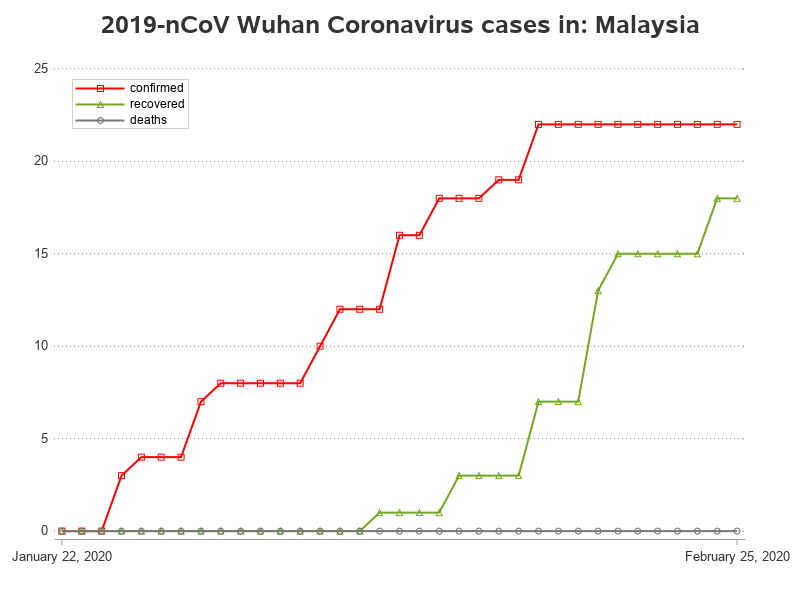 2019-nCoV Wuhan Coronavirus cases in: Malaysia
25
confirmed
recovered
deaths
20
15
10
5
0
January 22, 2020 February 25, 2020